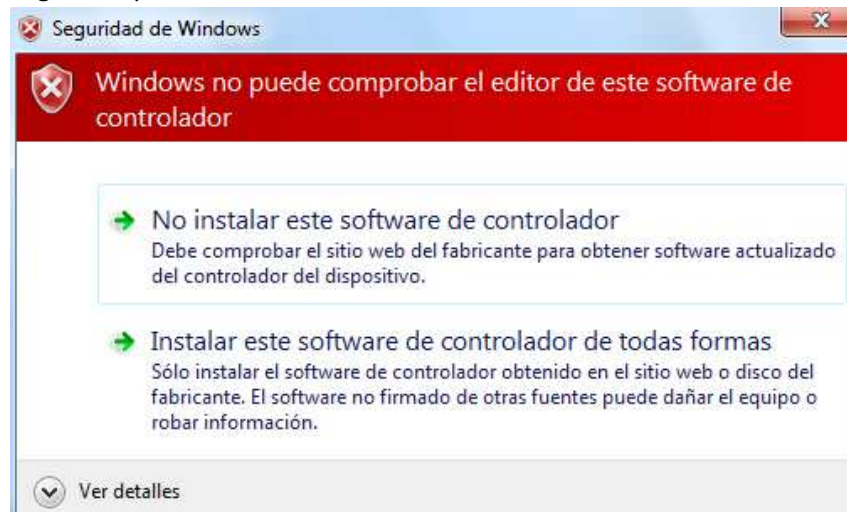 Seguridad de Windows
Windows no puede comprobar el editor de este software de
controlador
No instalar este software de controlador
Debe comprobar el sitio web del fabricante para obtener software actualizado
del controlador del dispositivo.
Instalar este software de controlador de todas formas
Sólo instalar el software de controlador obtenido en el sitio web o disco del
fabricante. El software no firmado de otras fuentes puede dañar el equipo o
robar información.
Ver detalles